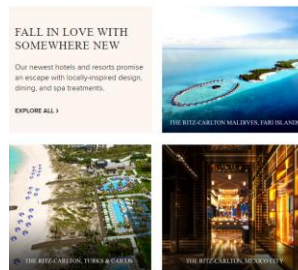 FALL IN LOVE WITH
SOMEWHERE NEW
Our newest hotels and resorts promise
an escape with locally-inspired design,
dining, and spa treatments.
EXPLORE ALL ›
THE RITZ-CARLTON MALDIVES, FARI ISLANDS
THE RITZ-CARLTON, TURKS & CAICOS
THE RITZ-CARLTON, MEXICO CITY